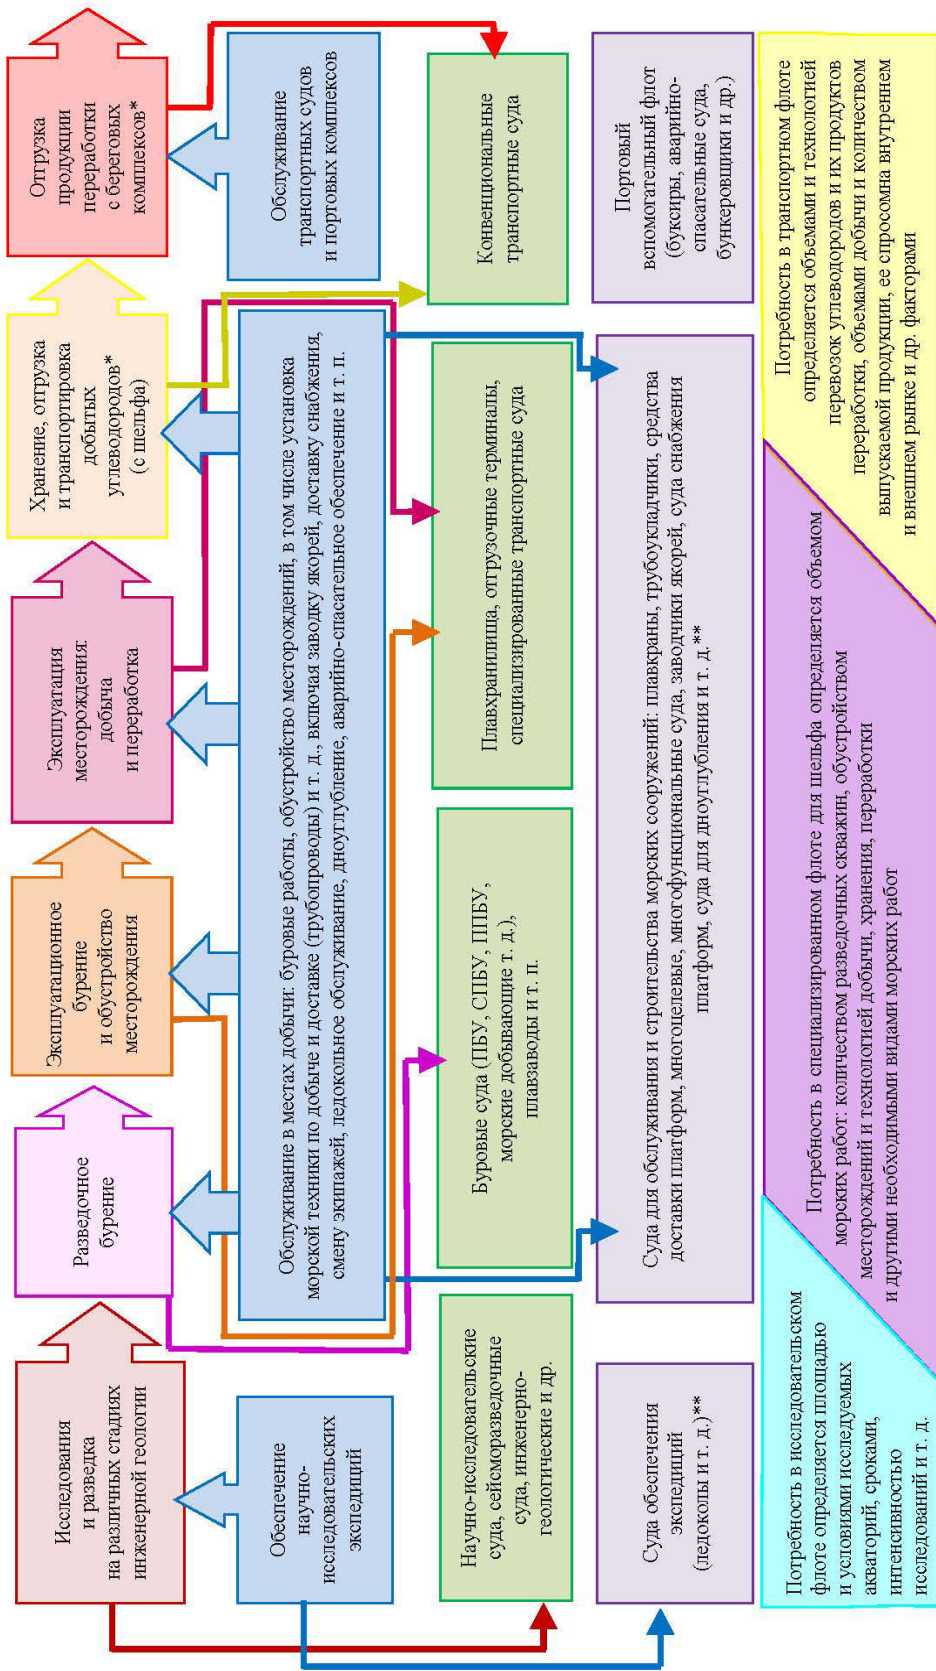 Исследования
и разведка
на различных стадиях
инженерной геологии
Разведочное
бурение
Эксплуатационное
бурение
и обустройство
месторождения
Эксплуатация
месторождения:
добыча
и переработка
Хранение, отгрузка
и транспортировка
добытых
углеводородов*
(с шельфа)
Отгрузка
продукции
переработки
с береговых
комплексов*
Обеспечение
научно-
исследовательских
экспедиций
Обслуживание в местах добычи: буровые работы, обустройство месторождений, в том числе установка
морской техники по добыче и доставке (трубопроводы) и т. д., включая заводку якорей, доставку снабжения,
смену экипажей, ледокольное обслуживание, дноуглубление, аварийно-спасательное обеспечение и т. п.
Обслуживание
транспортных судов
и портовых комплексов
Научно-исследовательские
суда, сейсморазведочные
суда, инженерно-
геологические и др.
Буровые суда (ПБУ, СПБУ, ППБУ,
морские добывающие т. д.),
плавзаводы и т. п.
Плавхранилища, отгрузочные терминалы,
специализированные транспортные суда
Конвенциональные
транспортные суда
Суда обеспечения
экспедиций
(ледоколы и т. д.)**
Суда для обслуживания и строительства морских сооружений: плавкраны, трубоукладчики, средства
доставки платформ, многоцелевые, многофункциональные суда, заводчики якорей, суда снабжения
платформ, суда для дноуглубления и т. д.**
Портовый
вспомогательный флот
(буксиры, аварийно-
спасательные суда,
бункеровщики и др.)
Потребность в исследовательском
флоте определяется площадью
и условиями исследуемых
акваторий, сроками,
интенсивностью
исследований и т. д.
Потребность в специализированном флоте для шельфа определяется объемом
морских работ: количеством разведочных скважин, обустройством
месторождений и технологией добычи, хранения, переработки
и другими необходимыми видами морских работ
Потребность в транспортном флоте
определяется объемами и технологией
перевозок углеводородов и их продуктов
переработки, объемами добычи и количеством
выпускаемой продукции, ее спросомна внутреннем
и внешнем рынке и др. факторами